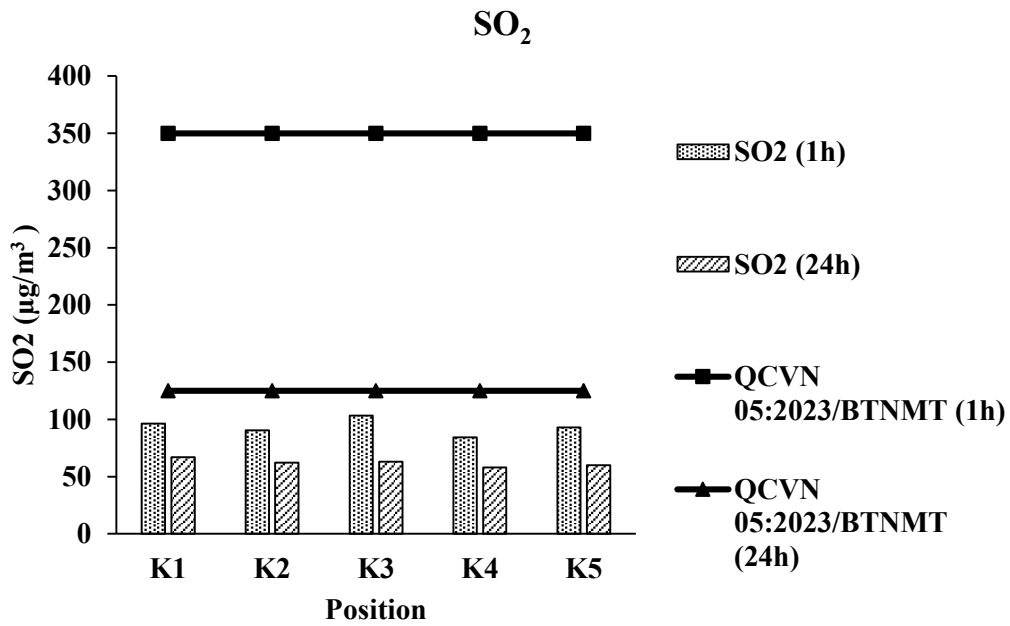 SO₂
400
350
300
250
200
150
100
50
0
SO2 (µg/m³ )
K1 K2 K3 K4 K5
Position
SO2 (1h)
SO2 (24h)
QCVN
05:2023/BTNMT (1h)
QCVN
05:2023/BTNMT
(24h)